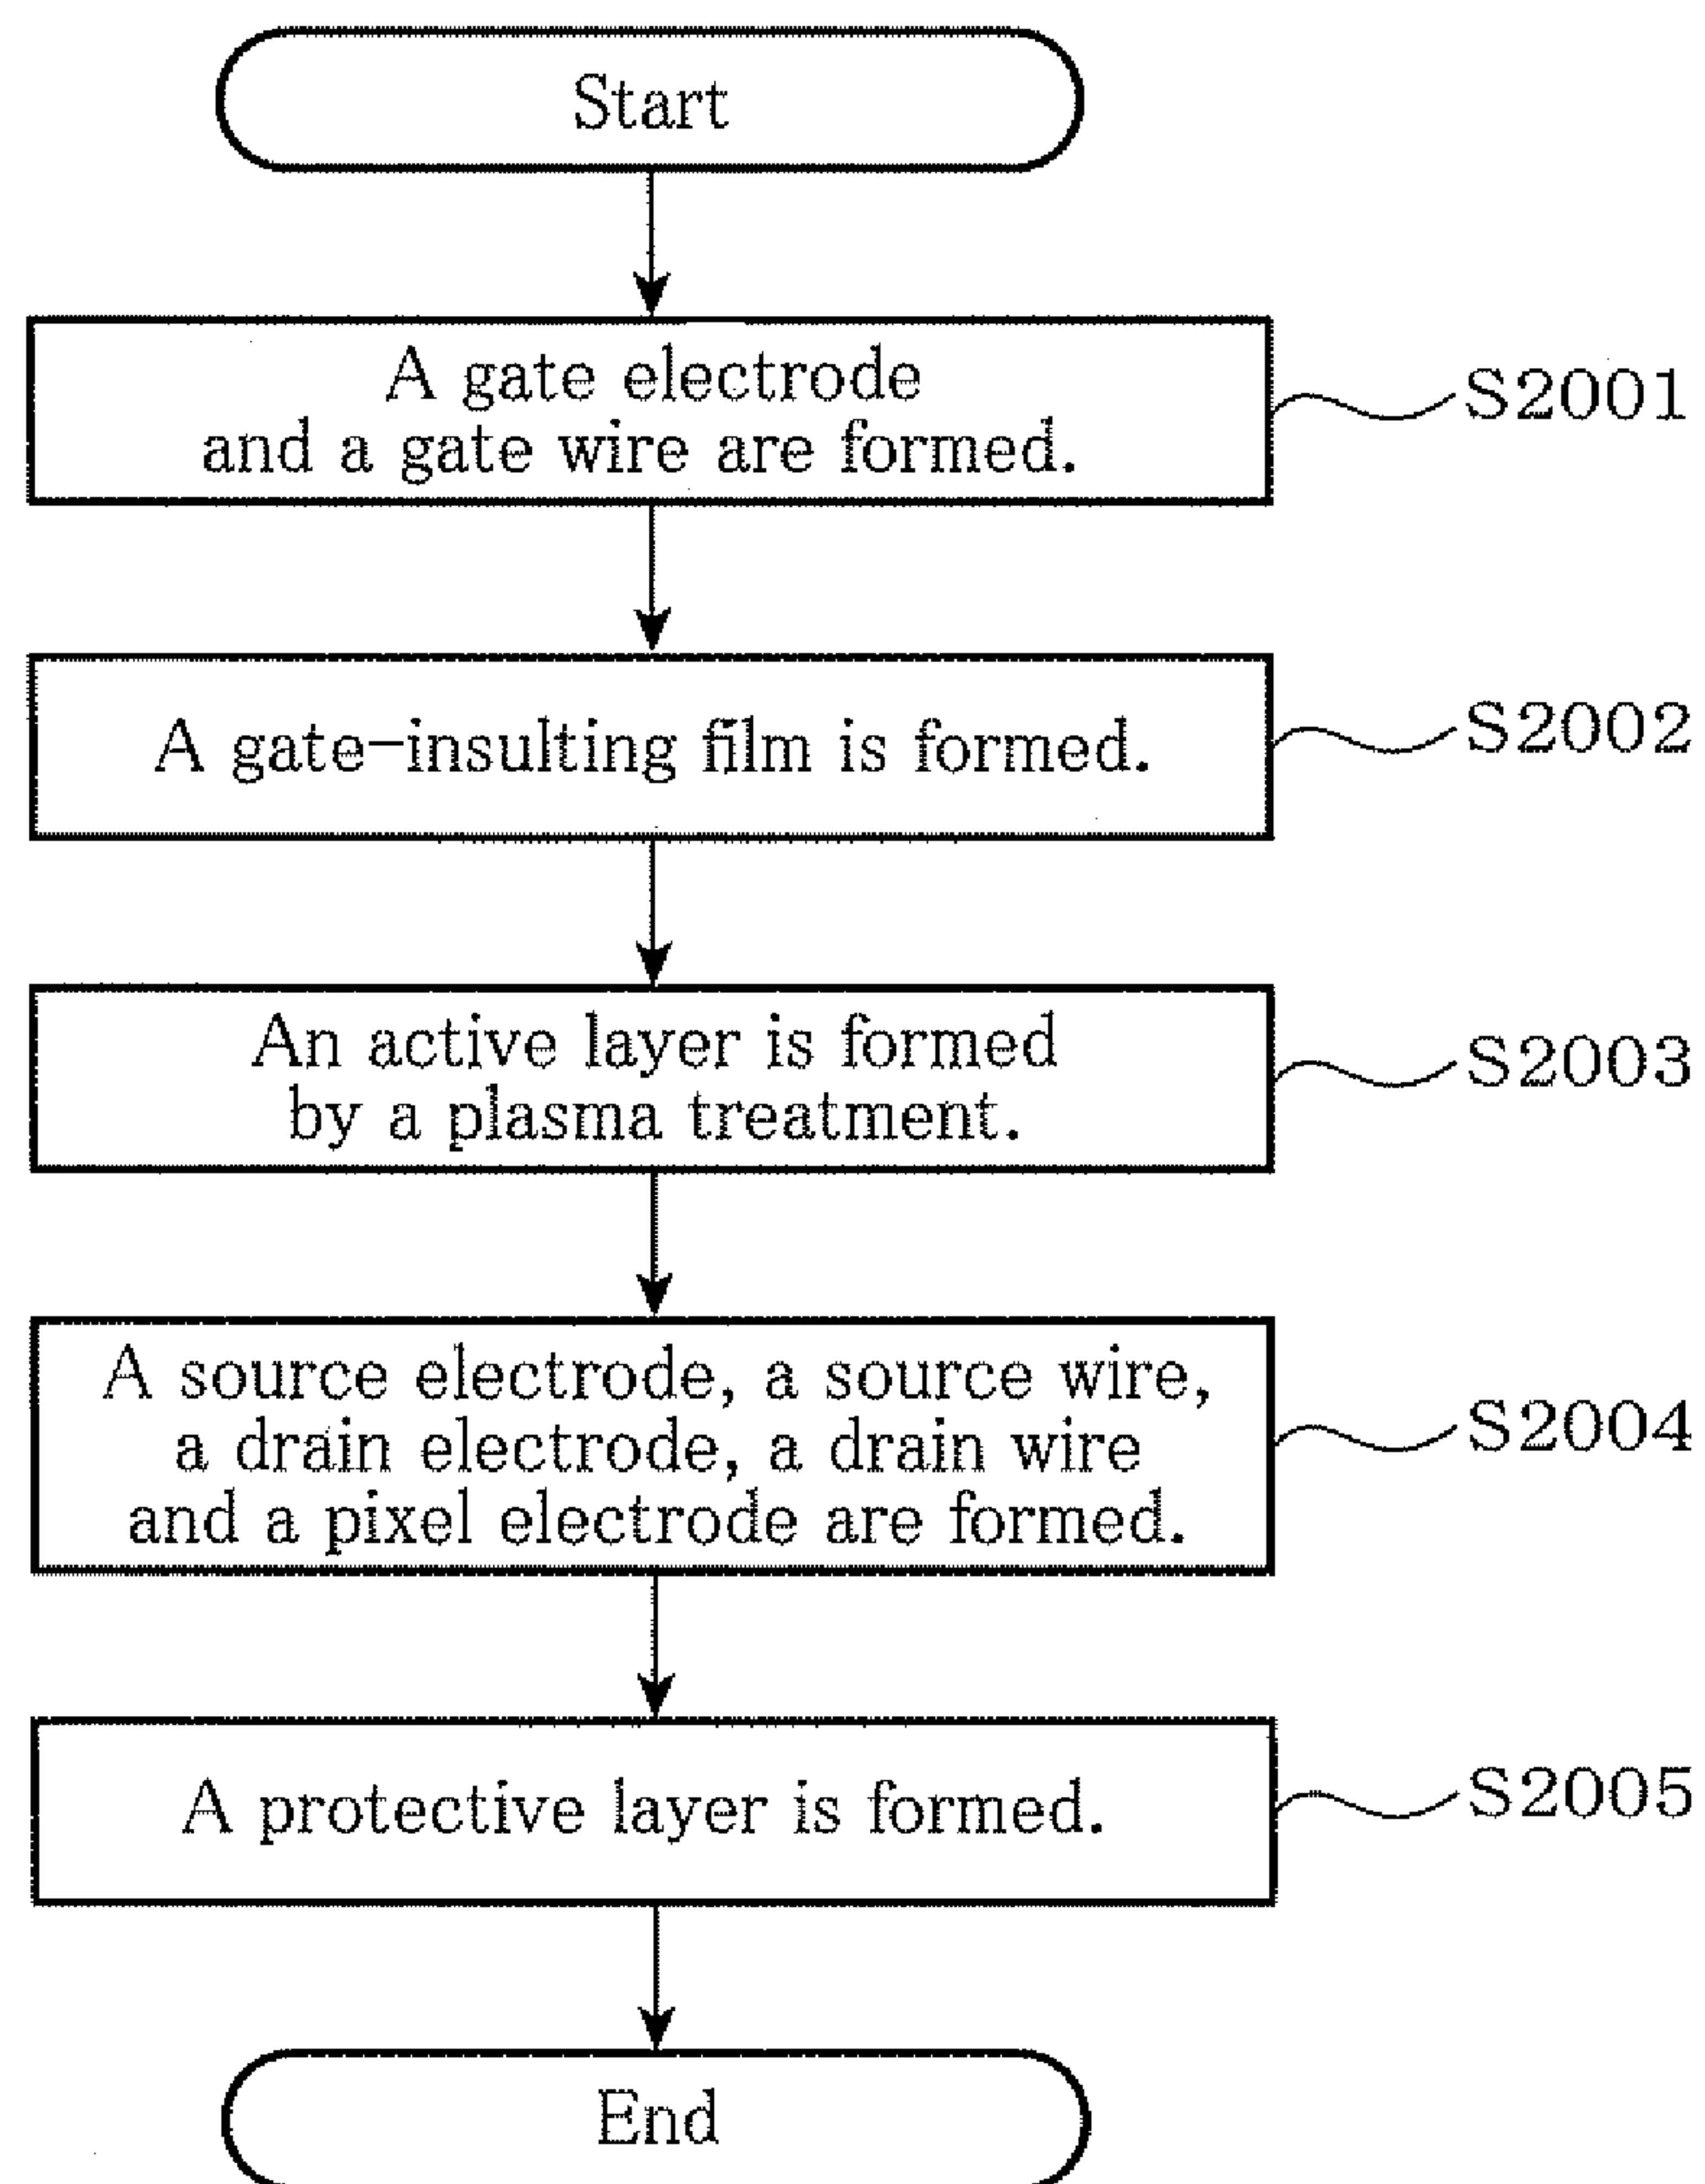 Start
A gate electrode
and a gate wire are formed.
S2001
A gate-insulting film is formed.
S2002
An active layer is formed
by a plasma treatment.
S2003
A source electrode, a source wire,
a drain electrode, a drain wire
and a pixel electrode are formed.
S2004
A protective layer is formed.
S2005
End